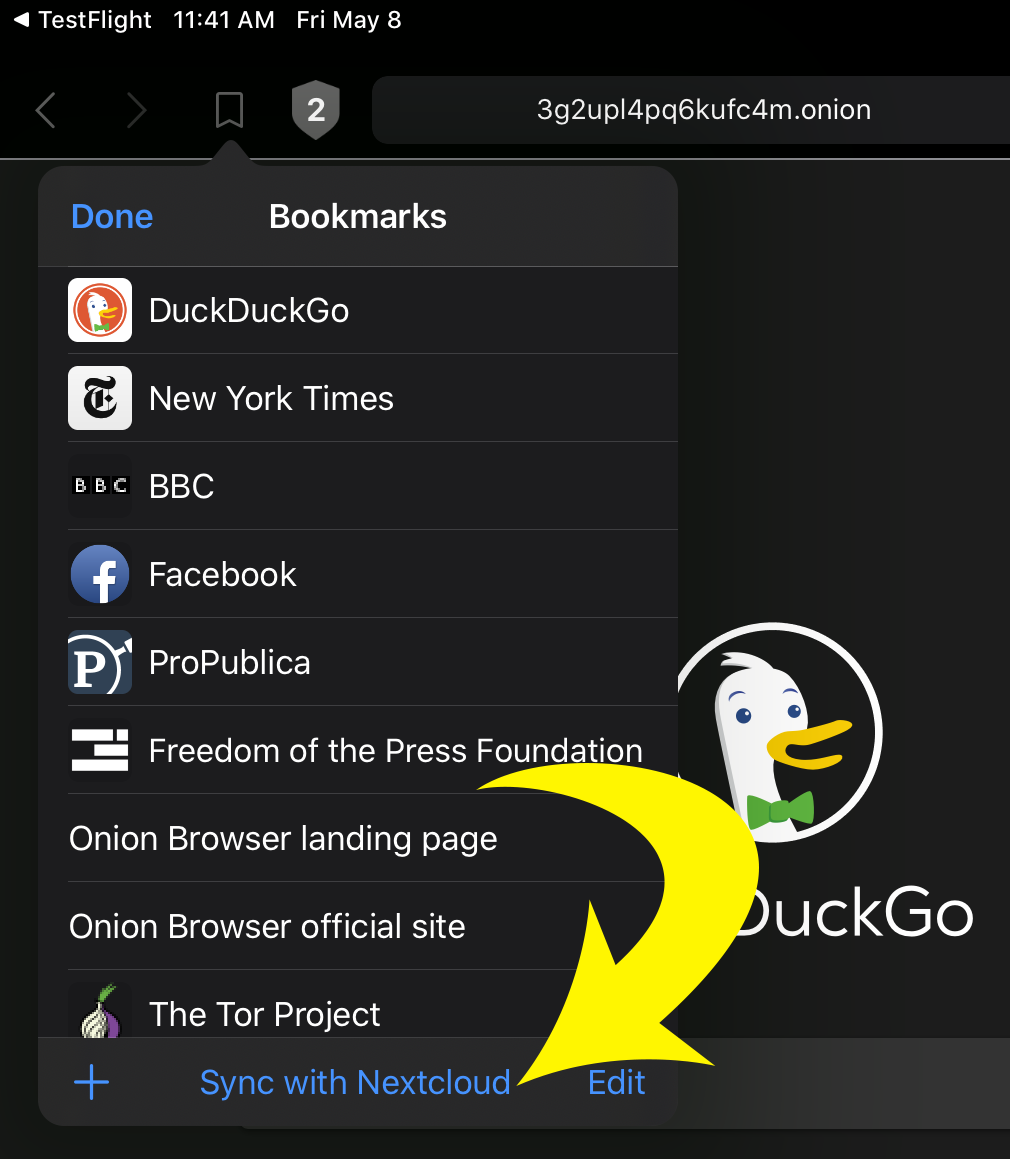 ◀ TestFlight 11:41 AM Fri May 8
2 3g2upl4pq6kufc4m.onion
Done Bookmarks
DuckDuckGo
New York Times
BBC BBC
Facebook
P ProPublica
Freedom of the Press Foundation
Onion Browser landing page
Onion Browser official site
DuckGo
The Tor Project
+ Sync with Nextcloud Edit